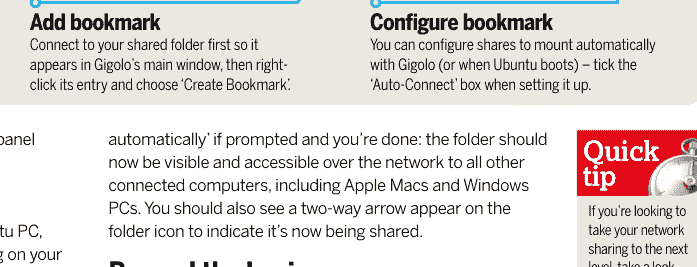 Add bookmark
Connect to your shared folder first so it
appears in Gigolo's main window, then right-
click its entry and choose 'Create Bookmark'.
Configure bookmark
You can configure shares to mount automatically
with Gigolo (or when Ubuntu boots) – tick the
'Auto-Connect' box when setting it up.
panel
tu PC,
g on your
automatically' if prompted and you're done: the folder should
now be visible and accessible over the network to all other
connected computers, including Apple Macs and Windows
PCs. You should also see a two-way arrow appear on the
folder icon to indicate it's now being shared.
Quick
tip
If you're looking to
take your network
sharing to the next
level, take a look